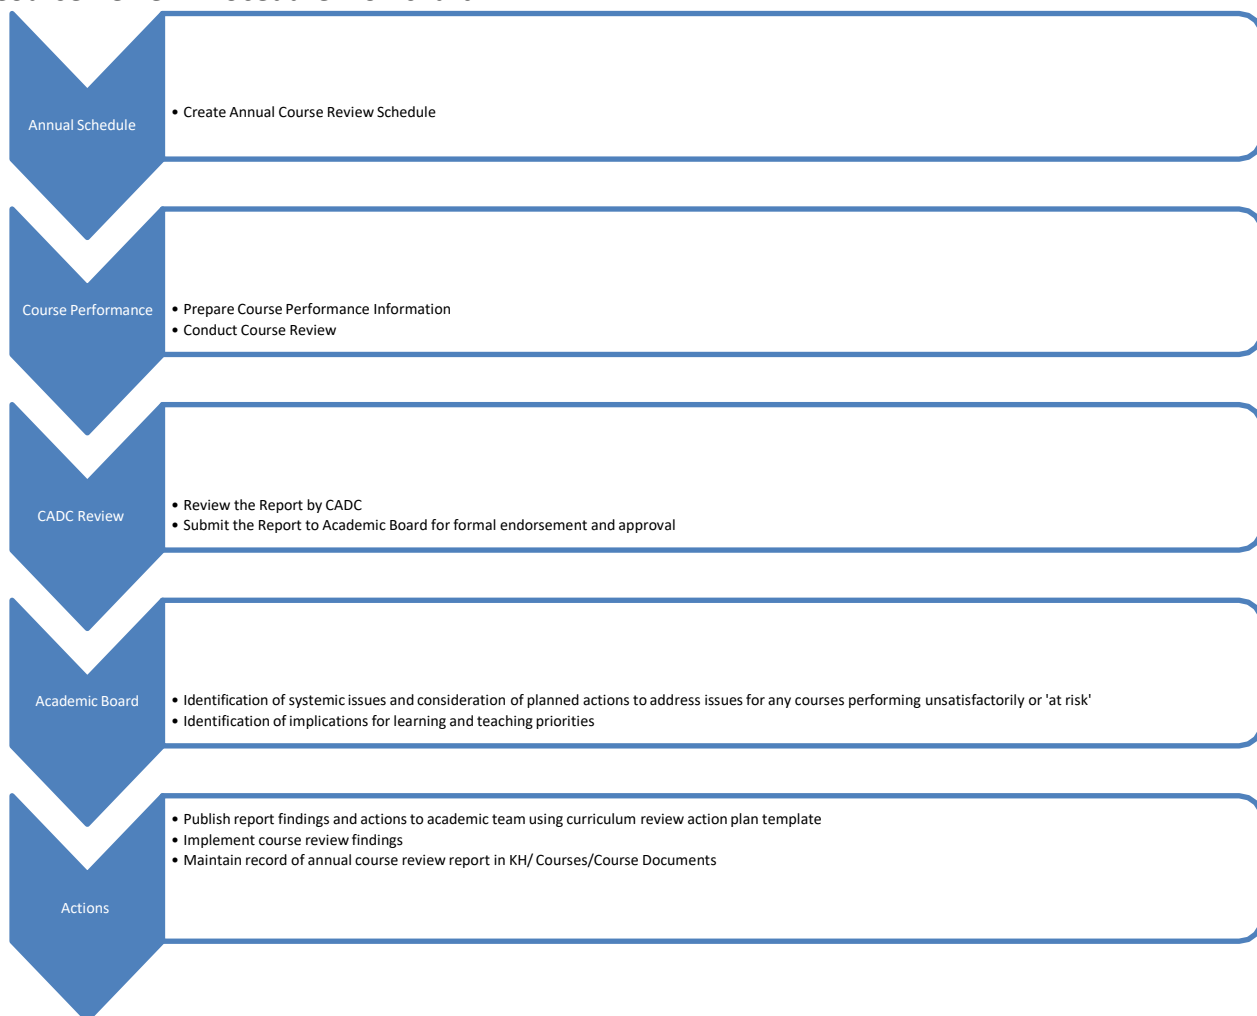 Annual Schedule
• Create Annual Course Review Schedule
Course Performance
• Prepare Course Performance Information
• Conduct Course Review
CADC Review
• Review the Report by CADC
• Submit the Report to Academic Board for formal endorsement and approval
Academic Board
• Identification of systemic issues and consideration of planned actions to address issues for any courses performing unsatisfactorily or 'at risk'
• Identification of implications for learning and teaching priorities
Actions
• Publish report findings and actions to academic team using curriculum review action plan template
• Implement course review findings
• Maintain record of annual course review report in KH/ Courses/Course Documents